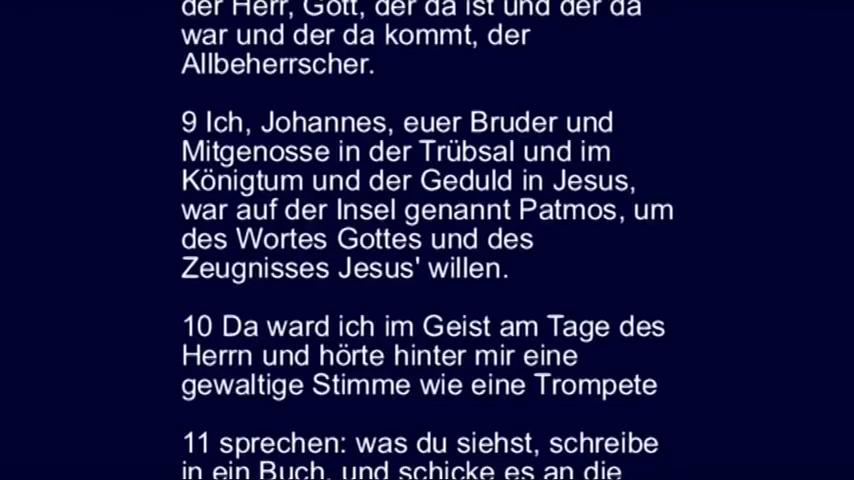 der Herr, Gott, der da ist und der da
war und der da kommt, der
Allbeherrscher.
9 Ich, Johannes, euer Bruder und
Mitgenosse in der Trübsal und im
Königtum und der Geduld in Jesus,
war auf der Insel genannt Patmos, um
des Wortes Gottes und des
Zeugnisses Jesus' willen.
10 Da ward ich im Geist am Tage des
Herrn und hörte hinter mir eine
gewaltige Stimme wie eine Trompete
11 sprechen: was du siehst, schreibe
in ein Buch, und schicke es an die